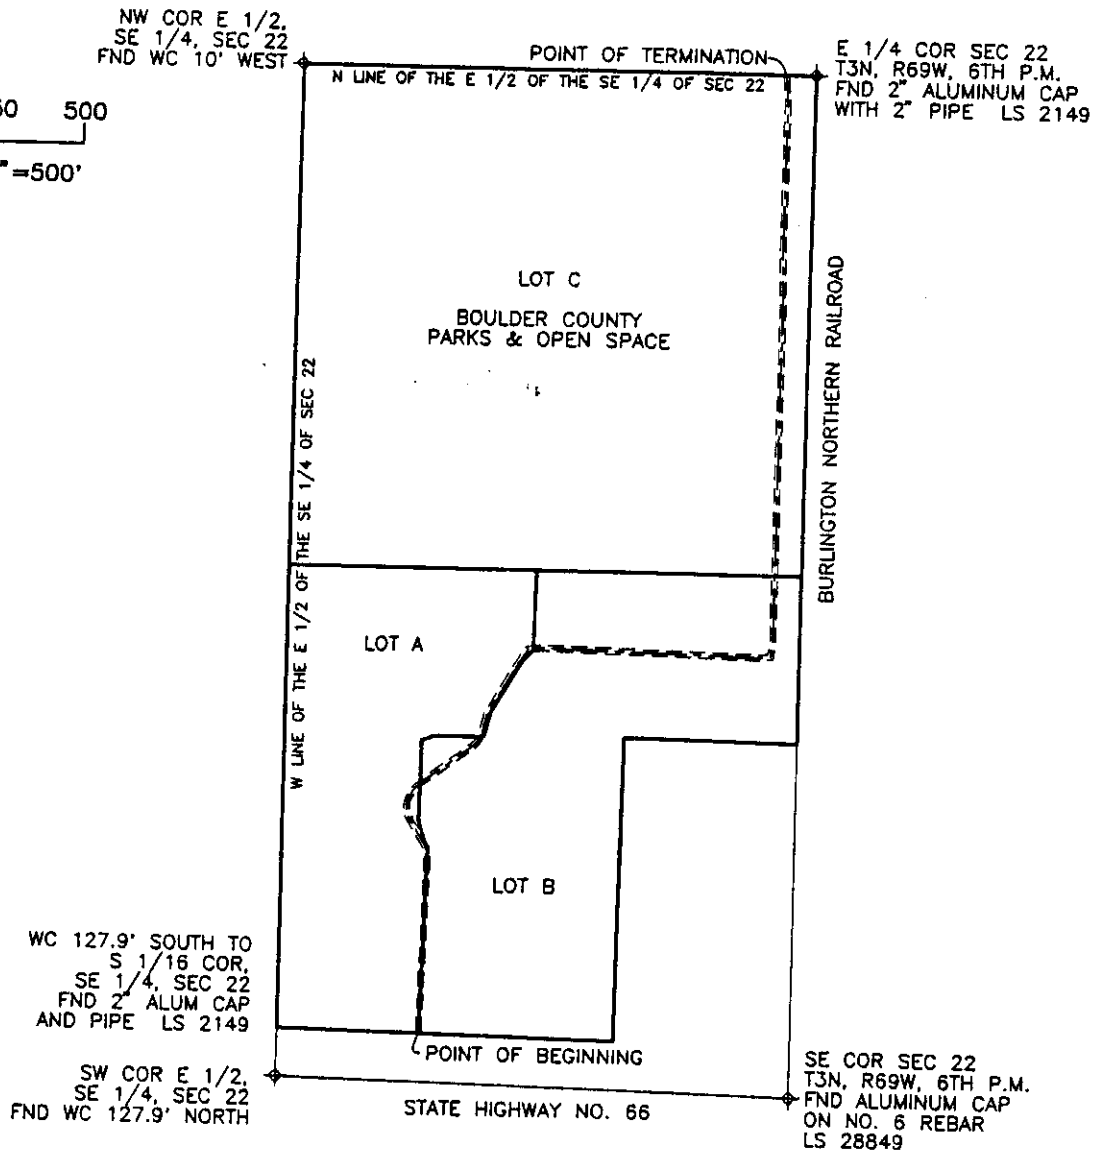 NW COR E 1/2,
SE 1/4, SEC 22
FND WC 10' WEST
POINT OF TERMINATION
N LINE OF THE E 1/2 OF THE SE 1/4 OF SEC 22
E 1/4 COR SEC 22
T3N, R69W, 6TH P.M.
FND 2" ALUMINUM CAP
WITH 2" PIPE LS 2149
500
=500'
LOT C
BOULDER COUNTY
PARKS & OPEN SPACE
BURLINGTON NORTHERN RAILROAD
W LINE OF THE E 1/2 OF THE SE 1/4 OF SEC 22
LOT A
LOT B
WC 127.9' SOUTH TO
S 1/16 COR,
SE 1/4, SEC 22
FND 2" ALUM CAP
AND PIPE LS 2149
POINT OF BEGINNING
SW COR E 1/2,
SE 1/4, SEC 22
FND WC 127.9' NORTH
STATE HIGHWAY NO. 66
SE COR SEC 22
T3N, R69W, 6TH P.M.
FND ALUMINUM CAP
ON NO. 6 REBAR
LS 28849